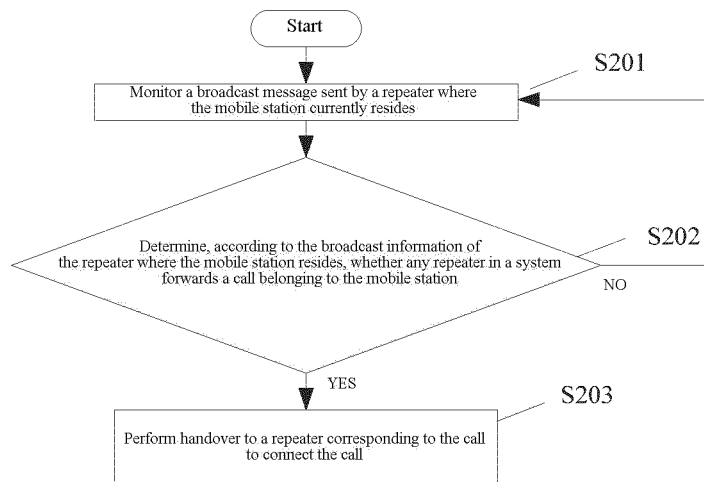 Start
S201
Monitor a broadcast message sent by a repeater where
the mobile station currently resides
S202
Determine, according to the broadcast information of
the repeater where the mobile station resides, whether any repeater in a system
forwards a call belonging to the mobile station
NO
YES
S203
Perform handover to a repeater corresponding to the call
to connect the call